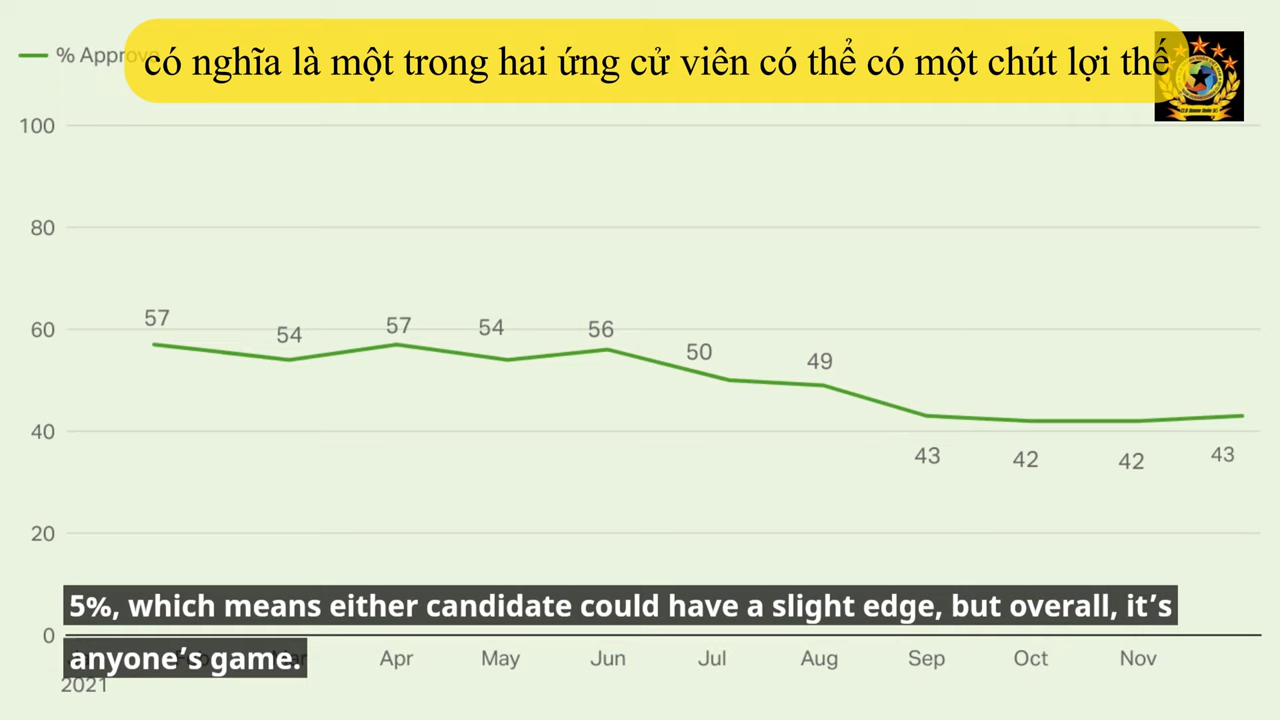 có nghĩa là một trong hai ứng cử viên có thể có một chút lợi thế
% Approve
100
80
60
40
20
0
57
54
57
54
56
50
49
43
42
42
43
5%, which means either candidate could have a slight edge, but overall, it’s
anyone’s game.
Apr
May
Jun
Jul
Aug
Sep
Oct
Nov
2021